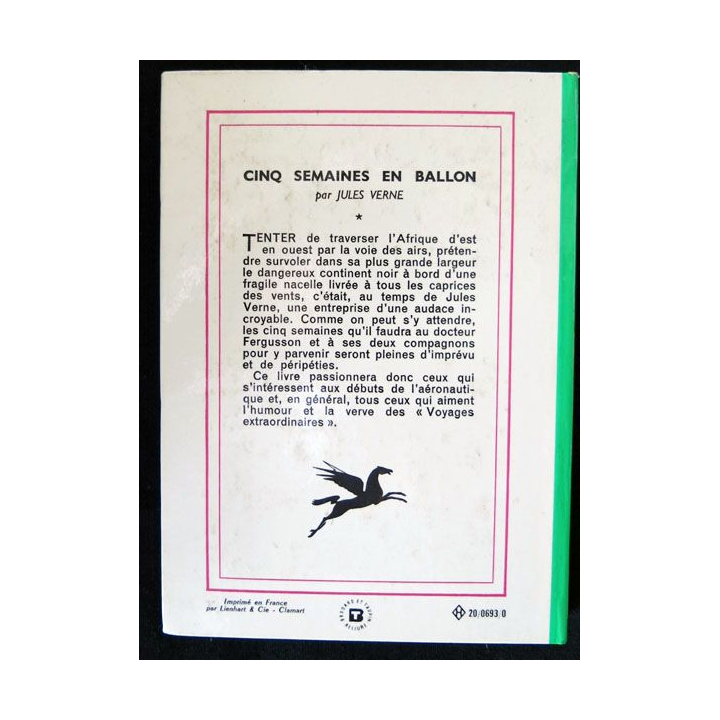 CINQ SEMAINES EN BALLON
par JULES VERNE
*
TENTER de traverser l'Afrique d'est
en ouest par la voie des airs, préten-
dre survoler dans sa plus grande largeur
le dangereux continent noir à bord d'une
fragile nacelle livrée à tous les caprices
des vents, c'était, au temps de Jules
Verne, une entreprise d'une audace in-
croyable. Comme on peut s'y attendre,
les cinq semaines qu'il faudra au docteur
Fergusson et à ses deux compagnons
pour y parvenir seront pleines d'imprévu
et de péripéties.
Ce livre passionnera donc ceux qui
s'intéressent aux débuts de l'aéronauti-
que et, en général, tous ceux qui aiment
l'humour et la verve des « Voyages
extraordinaires ».
Imprimé en France
par Lienhart & Cie - Clamart
BRODARD ET TAUPIN
BT
RELIURE
H 20/0693/0